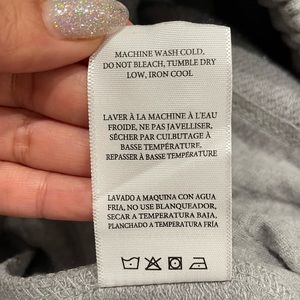 MACHINE WASH COLD,
DO NOT BLEACH, TUMBLE DRY
LOW, IRON COOL
LAVER À LA MACHINE À L'EAU
FROIDE, NE PAS JAVELLISER,
SÉCHER PAR CULBUTAGE À
BASSE TEMPÉRATURE.
REPASSER À BASSE TEMPÉRATURE
LAVADO A MAQUINA CON AGUA
FRIA, NO USE BLANQUEADOR,
SECAR A TEMPERATURA BAJA,
PLANCHADO A TEMPERATURA FRÍA